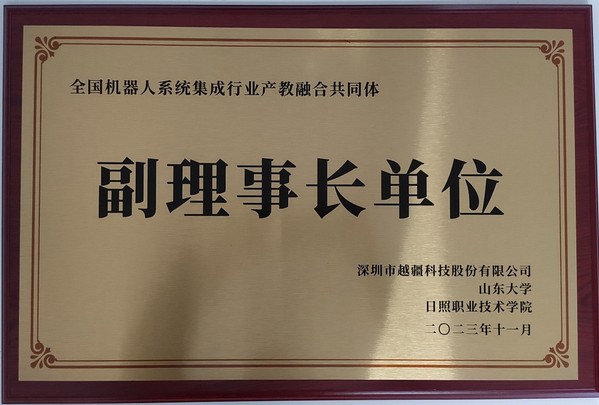 全国机器人系统集成行业产教融合共同体
副理事长单位
深圳市越疆科技股份有限公司
山东大学
日照职业技术学院
二〇二三年十一月